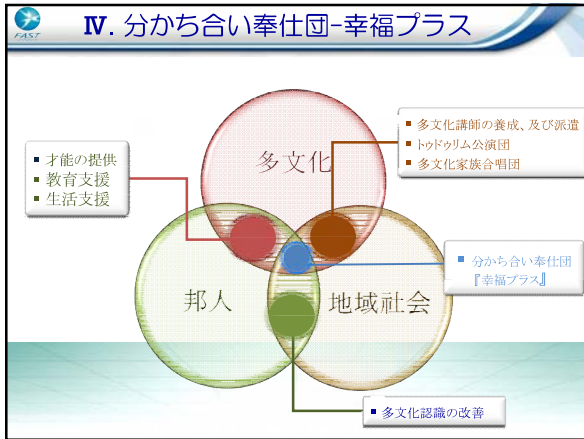 FAST
Ⅳ. 分かち合い奉仕団-幸福プラス
多文化
邦人
地域社会
▪ 才能の提供
▪ 教育支援
▪ 生活支援
▪ 多文化講師の養成、及び派遣
▪ トゥドゥリム公演団
▪ 多文化家族合唱団
▪ 分かち合い奉仕団
『幸福プラス』
▪ 多文化認識の改善